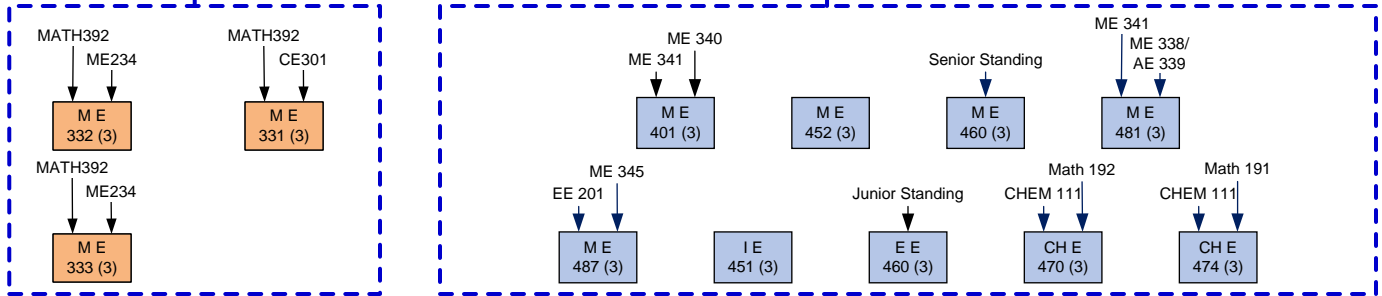 MATH392
ME234
M E
332 (3)
MATH392
CE301
M E
331 (3)
MATH392
ME234
M E
333 (3)
ME 341
ME 340
M E
401 (3)
M E
452 (3)
Senior Standing
M E
460 (3)
ME 341
ME 338/
AE 339
M E
481 (3)
EE 201
ME 345
M E
487 (3)
I E
451 (3)
Junior Standing
E E
460 (3)
Math 192
CHEM 111
CH E
470 (3)
Math 191
CHEM 111
CH E
474 (3)